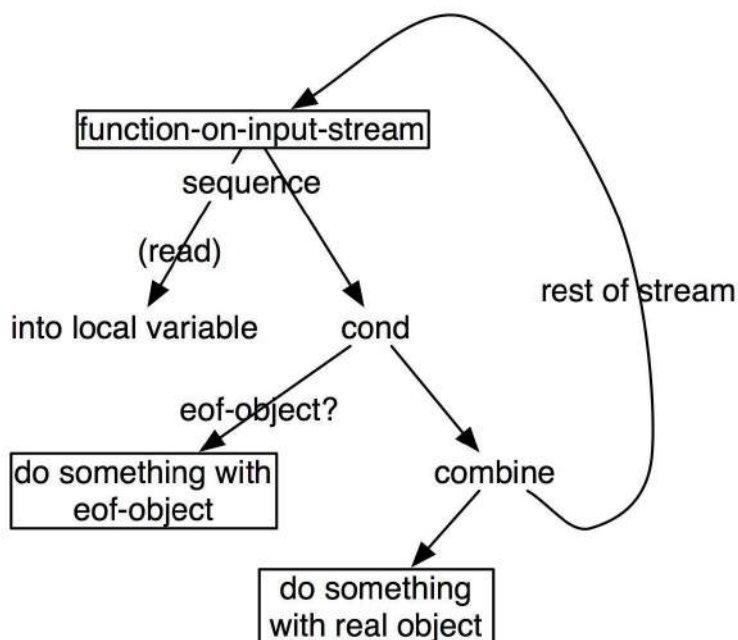 function-on-input-stream
sequence
(read)
rest of stream
into local variable
cond
eof-object?
do something with
eof-object
combine
do something
with real object